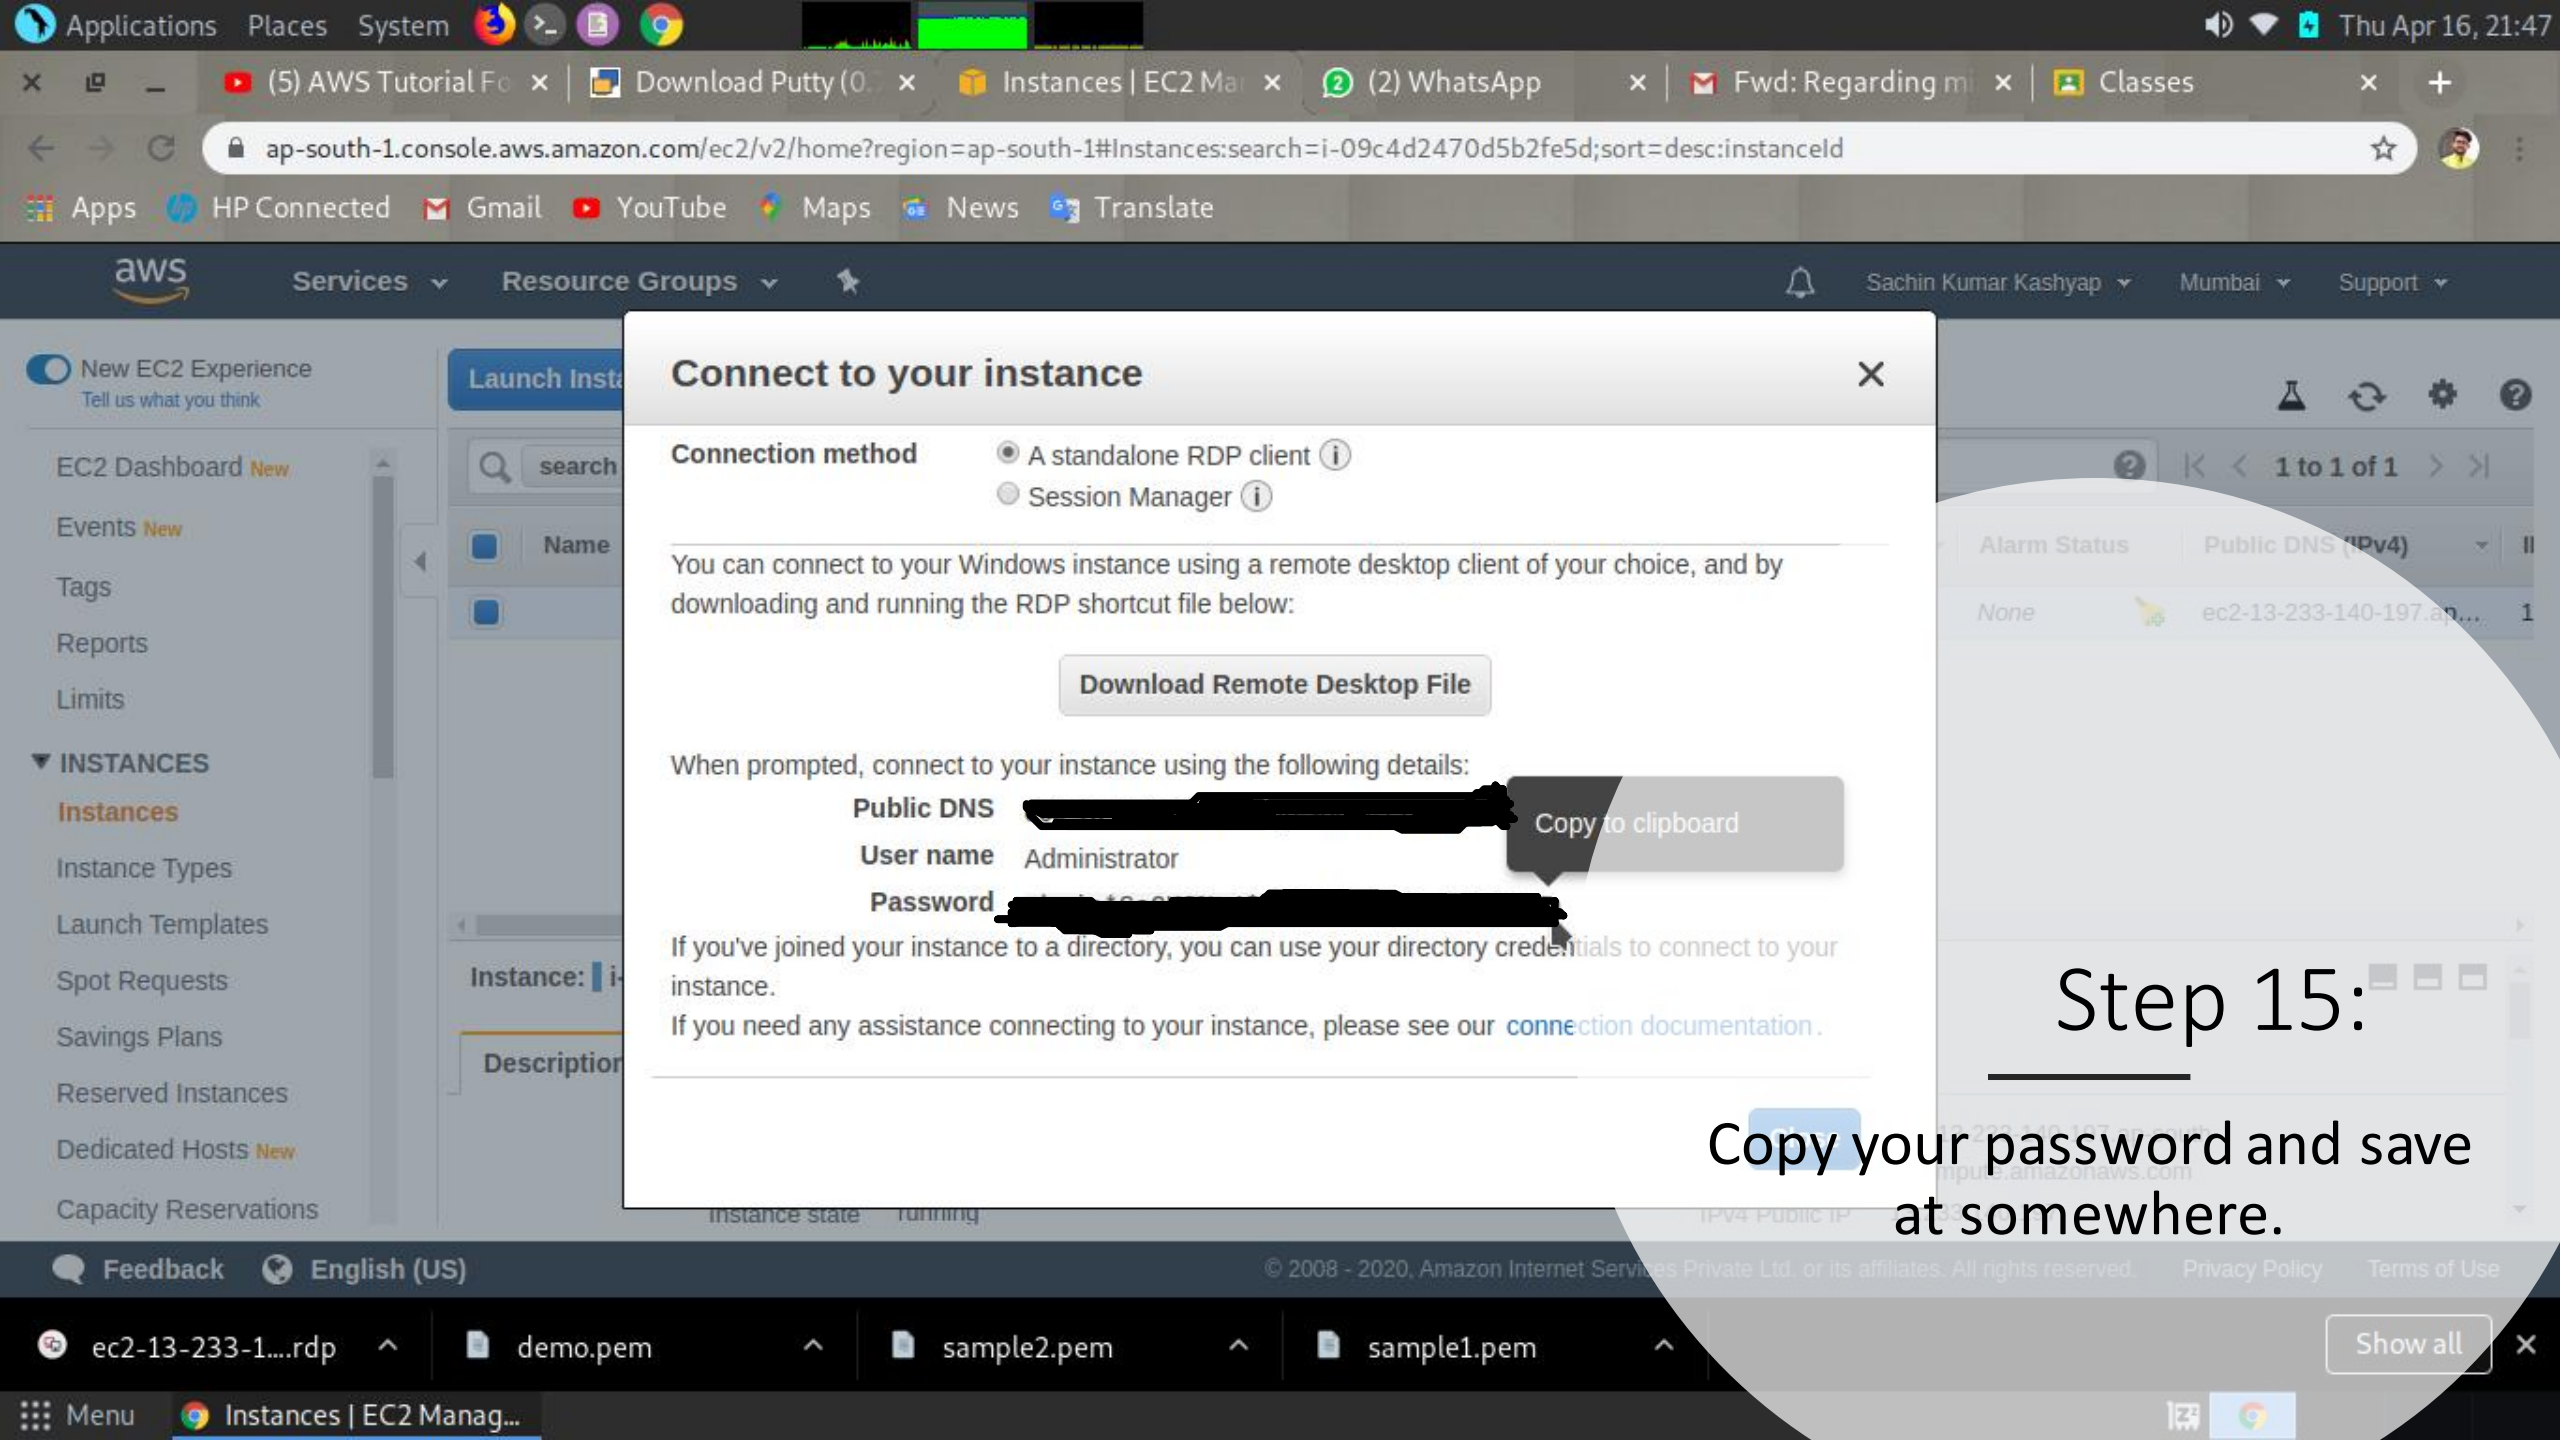 Applications Places System Thu Apr 16, 21:47
(5) AWS Tutorial Fo Download Putty (0. Instances | EC2 Ma (2) WhatsApp Fwd: Regarding m Classes
ap-south-1.console.aws.amazon.com/ec2/v2/home?region=ap-south-1#Instances:search=i-09c4d2470d5b2fe5d;sort=desc:instanceId
Apps HP Connected Gmail YouTube Maps News Translate
aws Services Resource Groups Sachin Kumar Kashyap Mumbai Support
New EC2 Experience
Tell us what you think
EC2 Dashboard New
Events New
Tags
Reports
Limits
INSTANCES
Instances
Instance Types
Launch Templates
Spot Requests
Savings Plans
Reserved Instances
Dedicated Hosts New
Capacity Reservations
Launch Insta
search
1 to 1 of 1
Name Alarm Status Public DNS (IPv4)
None ec2-13-233-140-197.ap...
Instance: i-
Description
Connect to your instance
Connection method A standalone RDP client
Session Manager
You can connect to your Windows instance using a remote desktop client of your choice, and by
downloading and running the RDP shortcut file below:
Download Remote Desktop File
When prompted, connect to your instance using the following details:
Public DNS
Copy to clipboard
User name Administrator
Password
If you've joined your instance to a directory, you can use your directory credentials to connect to your
instance.
If you need any assistance connecting to your instance, please see our connection documentation.
Close
Instance state running IPv4 Public IP
Step 15:
Copy your password and save
at somewhere.
Feedback English (US) © 2008 - 2020, Amazon Internet Services Private Ltd. or its affiliates. All rights reserved. Privacy Policy Terms of Use
ec2-13-233-1....rdp demo.pem sample2.pem sample1.pem Show all
Menu Instances | EC2 Manag...